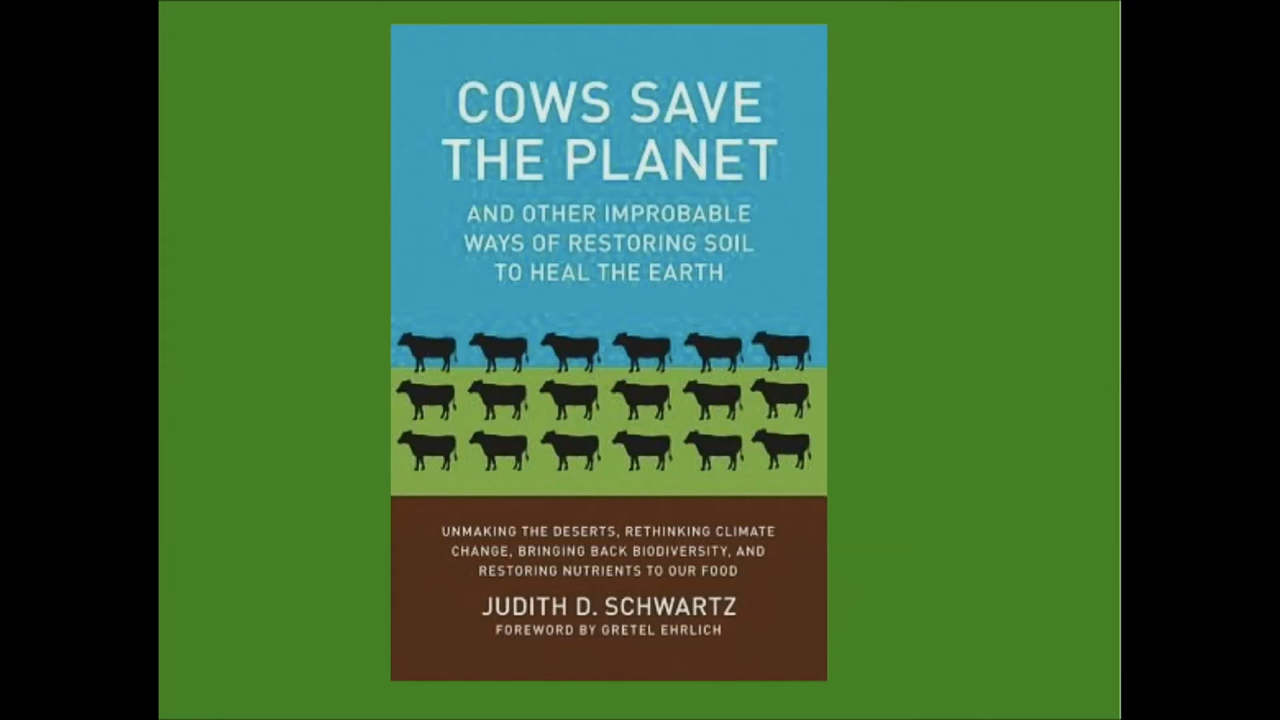 COWS SAVE
THE PLANET
AND OTHER IMPROBABLE
WAYS OF RESTORING SOIL
TO HEAL THE EARTH
UNMAKING THE DESERTS, RETHINKING CLIMATE
CHANGE, BRINGING BACK BIODIVERSITY, AND
RESTORING NUTRIENTS TO OUR FOOD
JUDITH D. SCHWARTZ
FOREWORD BY GRETEL EHRLICH